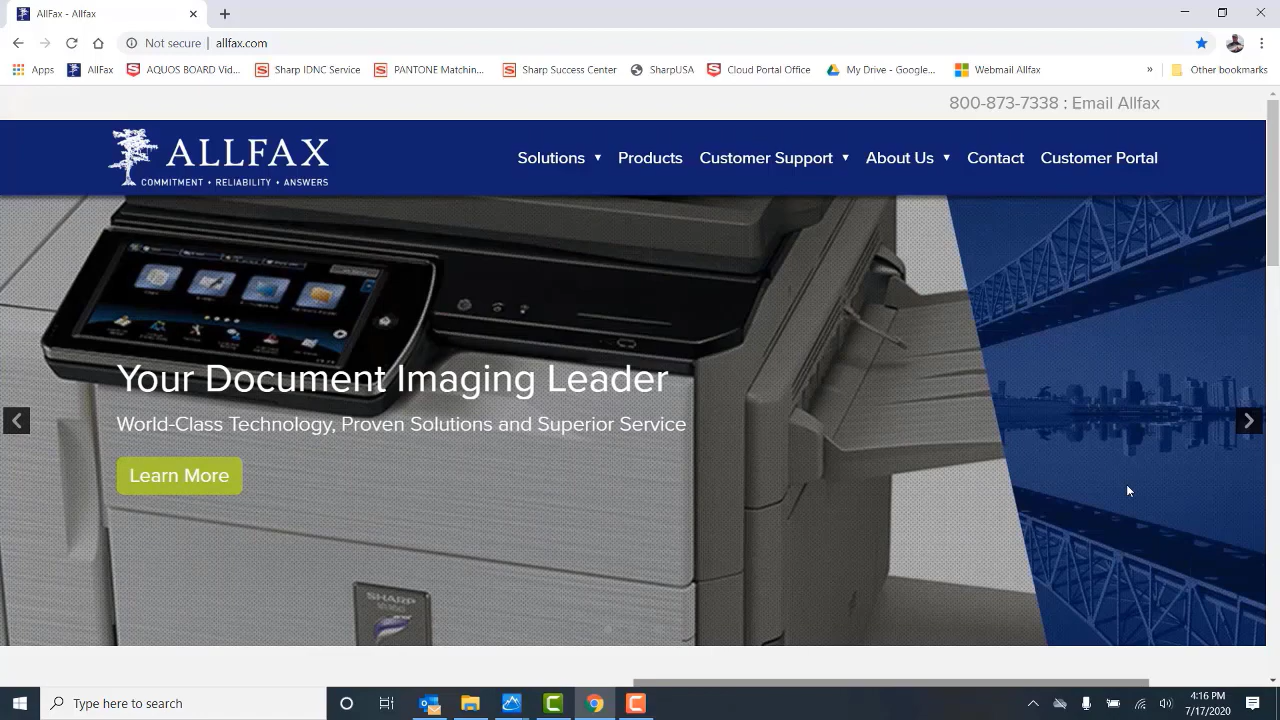 AllFax - Allfax
Not secure | allfax.com
Apps
AllFax
AQUOS BOARD Vid...
Sharp IDNC Service
PANTONE Matchin...
Sharp Success Center
SharpUSA
Cloud Portal Office
My Drive - Google...
Webmail Allfax
»
Other bookmarks
800-873-7338 : Email Allfax
ALLFAX
COMMITMENT • RELIABILITY • ANSWERS
Solutions
Products
Customer Support
About Us
Contact
Customer Portal
Your Document Imaging Leader
World-Class Technology, Proven Solutions and Superior Service
Learn More
SHARP
Type here to search
4:16 PM
7/17/2020